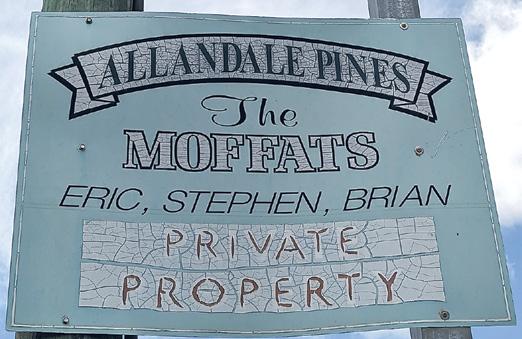 ALLANDALE PINES
The
MOFFATS
ERIC, STEPHEN, BRIAN
PRIVATE
PROPERTY